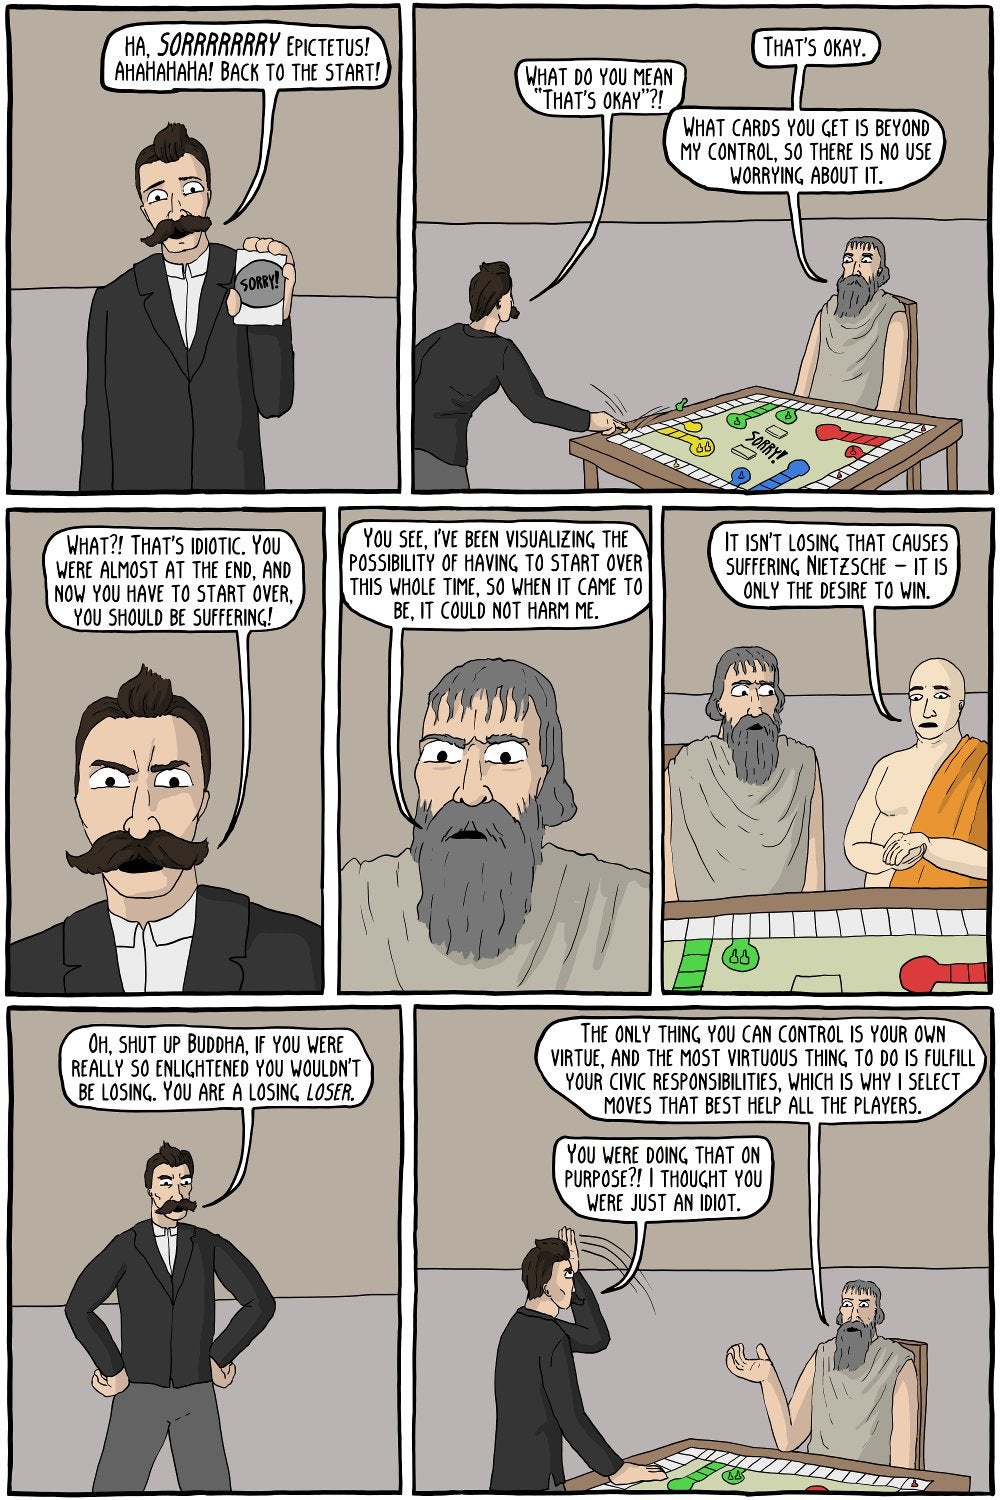 HA, SORRRRRRRY EPICTETUS!
AHAHAHAHA! BACK TO THE START!
SORRY!
THAT'S OKAY.
WHAT DO YOU MEAN
"THAT'S OKAY"?!
WHAT CARDS YOU GET IS BEYOND
MY CONTROL, SO THERE IS NO USE
WORRYING ABOUT IT.
SORRY!
WHAT?! THAT'S IDIOTIC. YOU
WERE ALMOST AT THE END, AND
NOW YOU HAVE TO START OVER,
YOU SHOULD BE SUFFERING!
YOU SEE, I'VE BEEN VISUALIZING THE
POSSIBILITY OF HAVING TO START OVER
THIS WHOLE TIME, SO WHEN IT CAME TO
BE, IT COULD NOT HARM ME.
IT ISN'T LOSING THAT CAUSES
SUFFERING NIETZSCHE – IT IS
ONLY THE DESIRE TO WIN.
OH, SHUT UP BUDDHA, IF YOU WERE
REALLY SO ENLIGHTENED YOU WOULDN'T
BE LOSING. YOU ARE A LOSING LOSER.
THE ONLY THING YOU CAN CONTROL IS YOUR OWN
VIRTUE, AND THE MOST VIRTUOUS THING TO DO IS FULFILL
YOUR CIVIC RESPONSIBILITIES, WHICH IS WHY I SELECT
MOVES THAT BEST HELP ALL THE PLAYERS.
YOU WERE DOING THAT ON
PURPOSE?! I THOUGHT YOU
WERE JUST AN IDIOT.